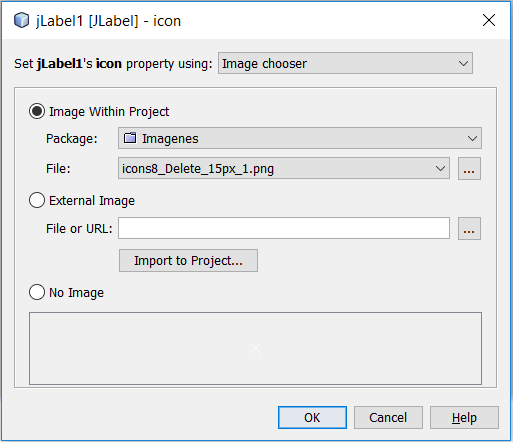 jLabel1 [JLabel] - icon
Set jLabel1's icon property using: Image chooser
Image Within Project
Package: Imagenes
File: icons8_Delete_15px_1.png ...
External Image
File or URL: ...
Import to Project...
No Image
OK Cancel Help